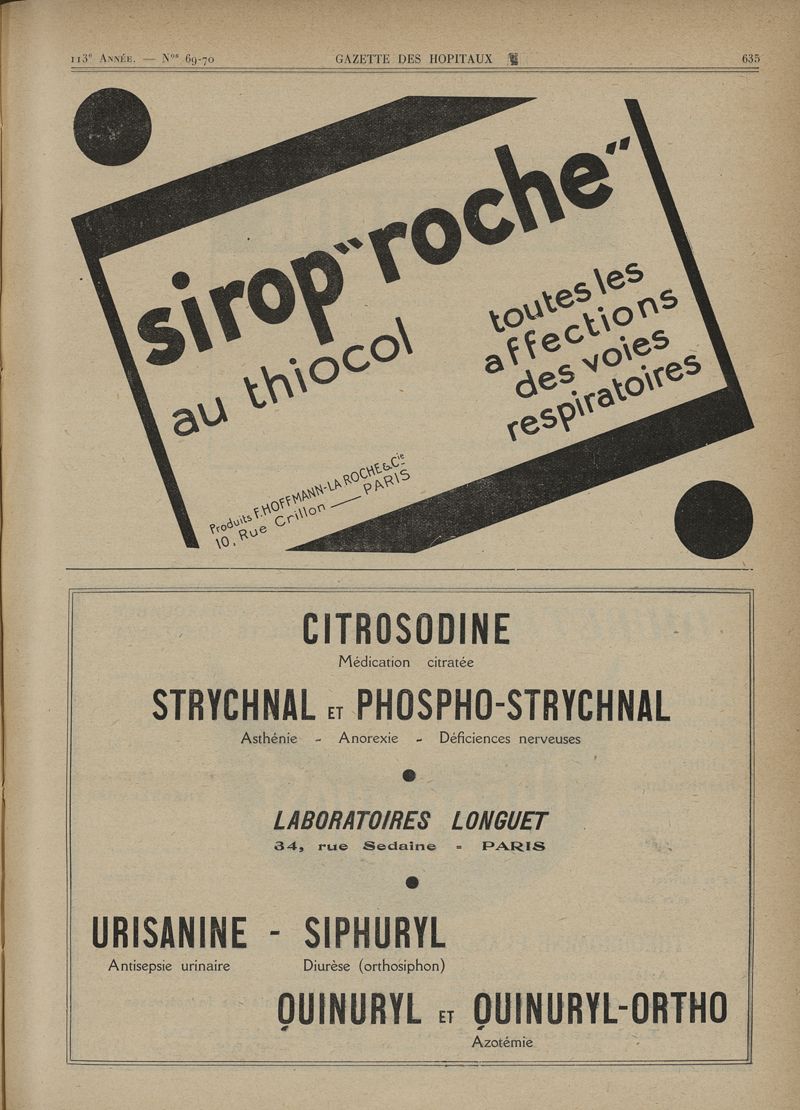 113e ANNÉE. — Nos 69-70 GAZETTE DES HOPITAUX 635
sirop "roche"
au thiocol
toutes les
affections
des voies
respiratoires
Produits F. HOFFMANN-LA ROCHE & Cie
10, Rue Crillon — PARIS
CITROSODINE
Médication citratée
STRYCHNAL ET PHOSPHO-STRYCHNAL
Asthénie - Anorexie - Déficiences nerveuses
LABORATOIRES LONGUET
34, rue Sedaine - PARIS
URISANINE - SIPHURYL
Antisepsie urinaire Diurèse (orthosiphon)
QUINURYL ET QUINURYL-ORTHO
Azotémie